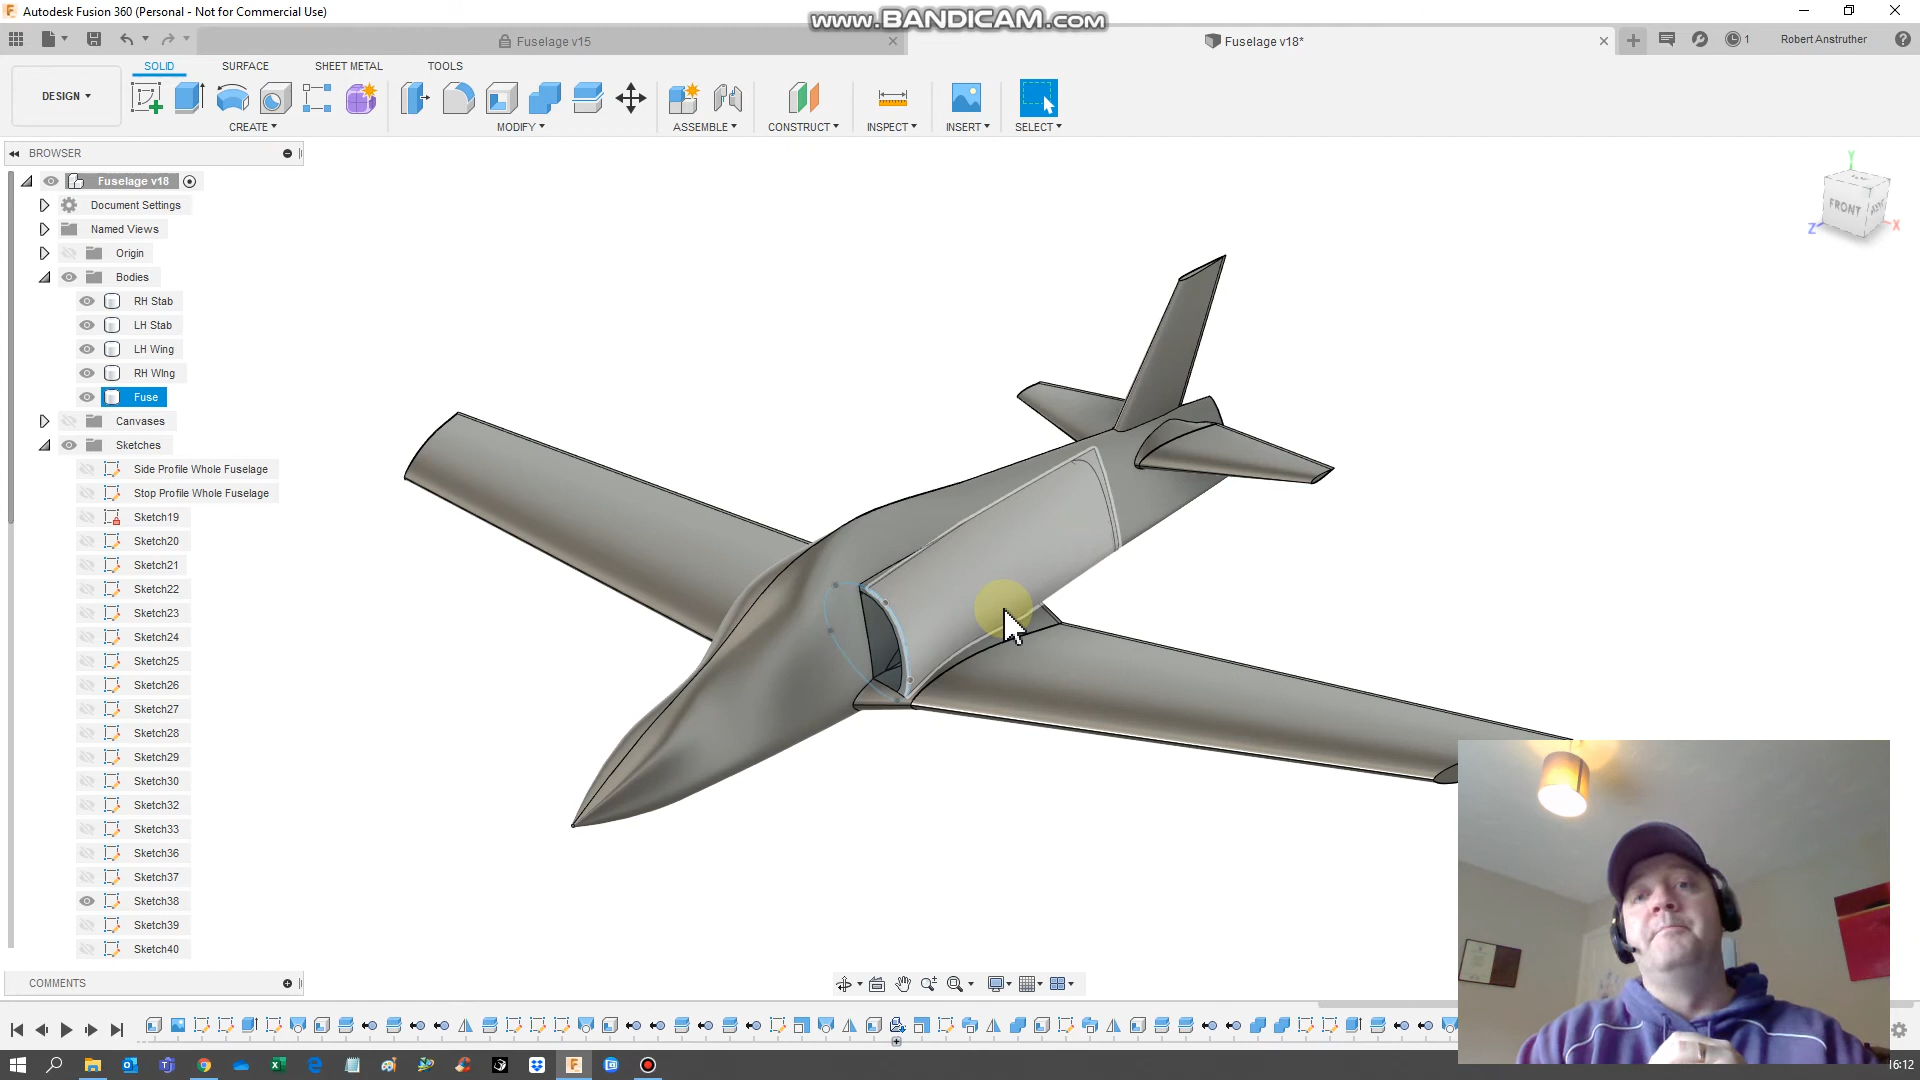 Autodesk Fusion 360 (Personal - Not for Commercial Use)
www.BANDICAM.com
Fuselage v15
Fuselage v18*
1
Robert Anstruther
DESIGN
SOLID
SURFACE
SHEET METAL
TOOLS
CREATE
MODIFY
ASSEMBLE
CONSTRUCT
INSPECT
INSERT
SELECT
BROWSER
Fuselage v18
Document Settings
Named Views
Origin
Bodies
RH Stab
LH Stab
LH Wing
RH WIng
Fuse
Canvases
Sketches
Side Profile Whole Fuselage
Stop Profile Whole Fuselage
Sketch19
Sketch20
Sketch21
Sketch22
Sketch23
Sketch24
Sketch25
Sketch26
Sketch27
Sketch28
Sketch29
Sketch30
Sketch32
Sketch33
Sketch36
Sketch37
Sketch38
Sketch39
Sketch40
Y
FRONT
Z
X
COMMENTS
16:12